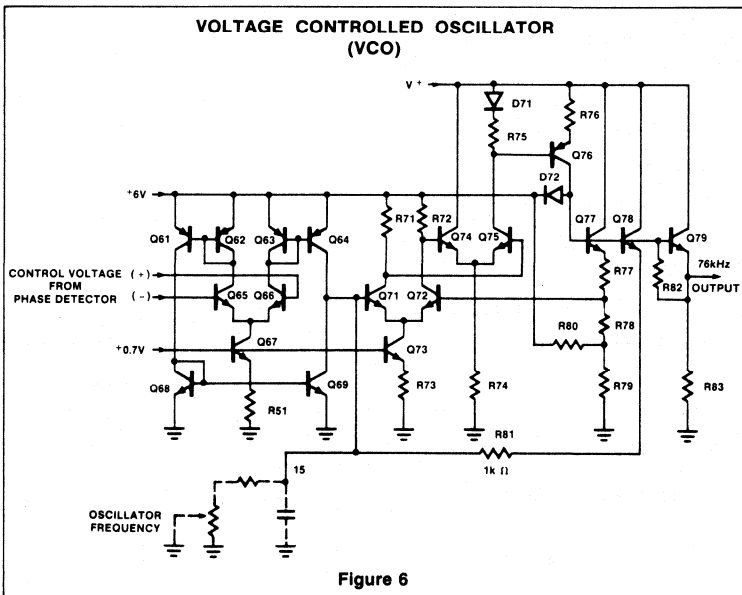 VOLTAGE CONTROLLED OSCILLATOR
(VCO)
V+
D71
R75
R76
Q76
D72
+6V
R71
R72
Q74
Q75
Q77
Q78
Q79
Q61
Q62
Q63
Q64
CONTROL VOLTAGE
FROM
PHASE DETECTOR
(+)
(-)
Q65
Q66
Q71
Q72
R77
R82
76kHz
OUTPUT
+0.7V
Q67
Q73
R80
R78
Q68
R51
Q69
R73
R74
R79
R83
R81
1k Ω
15
OSCILLATOR
FREQUENCY
Figure 6